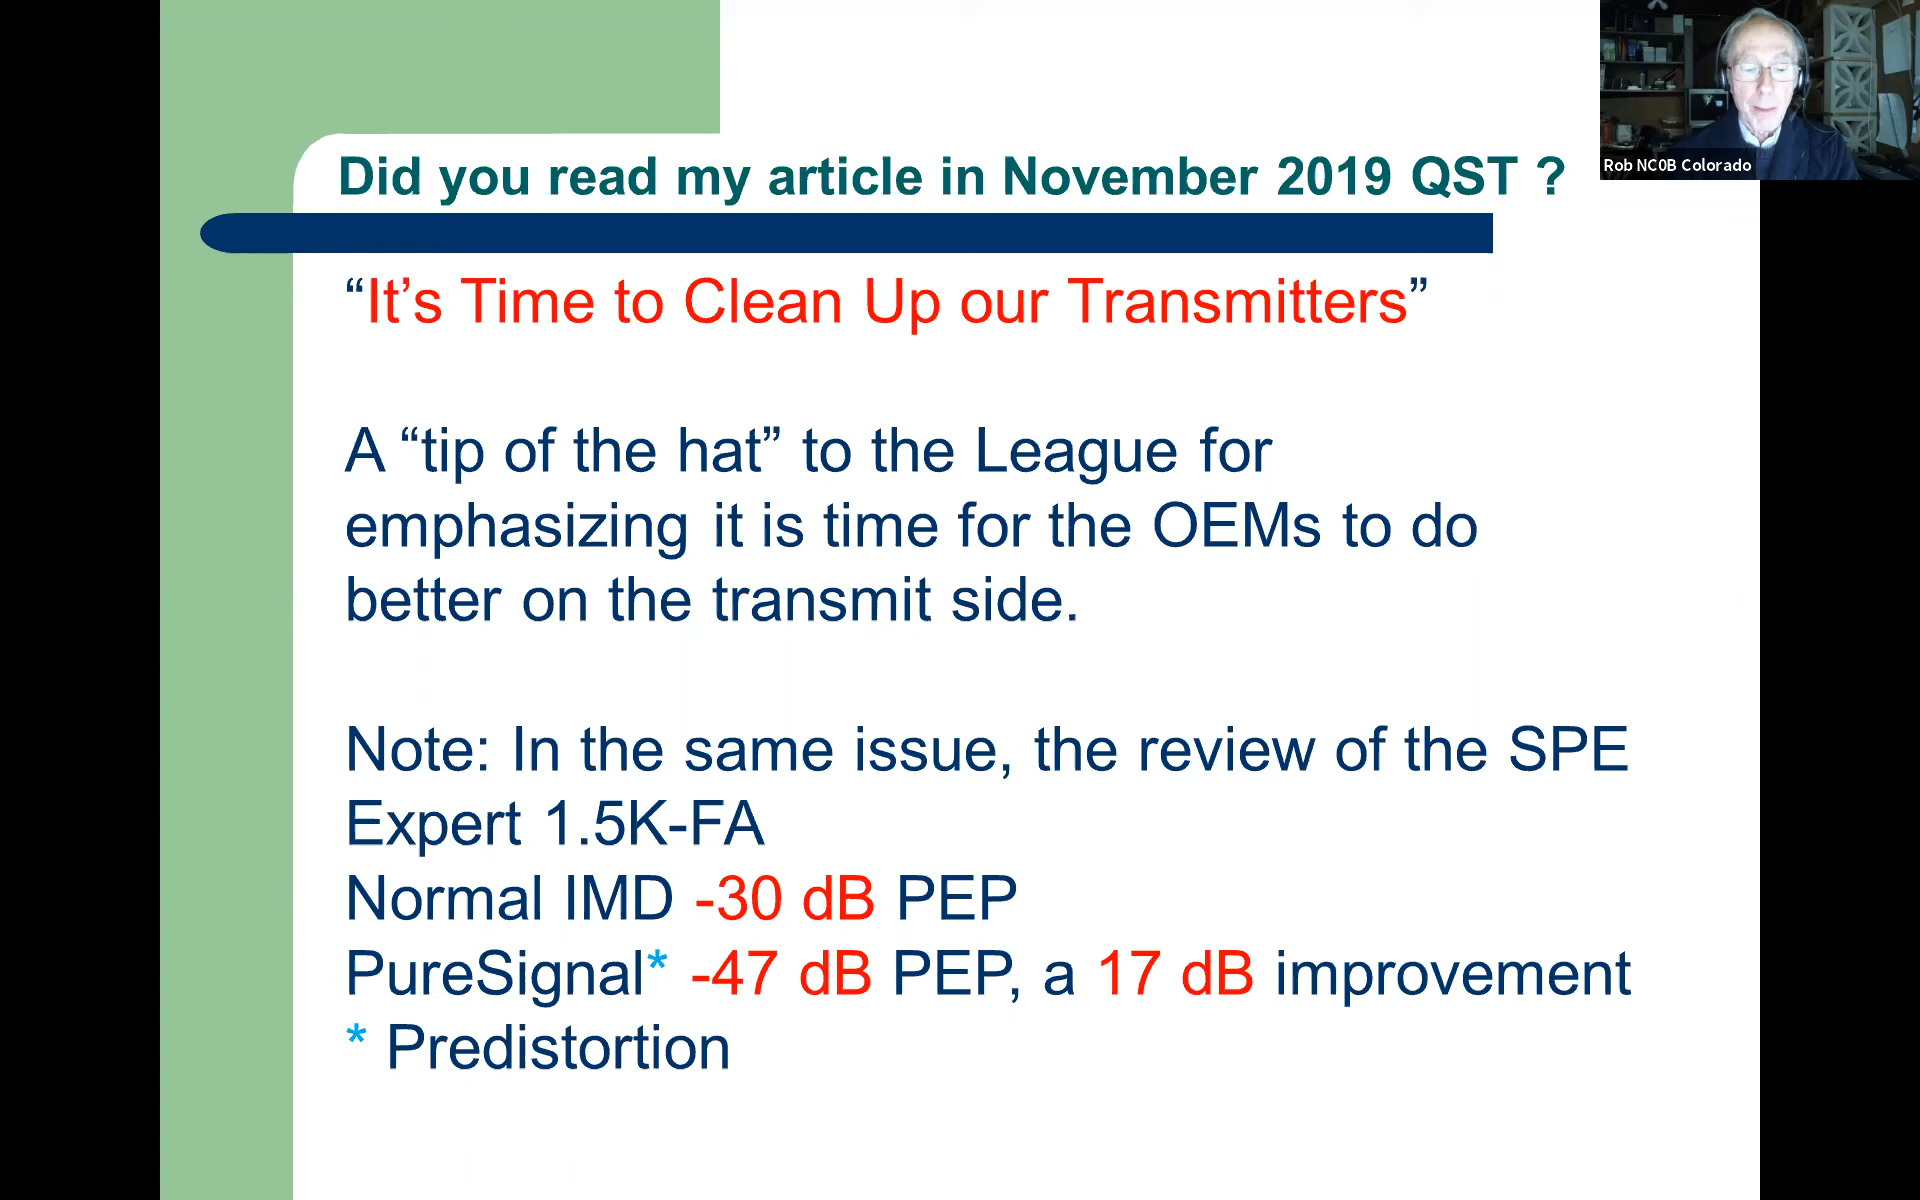 Did you read my article in November 2019 QST ?
Rob NC0B Colorado
“It’s Time to Clean Up our Transmitters”
A “tip of the hat” to the League for
emphasizing it is time for the OEMs to do
better on the transmit side.
Note: In the same issue, the review of the SPE
Expert 1.5K-FA
Normal IMD -30 dB PEP
PureSignal* -47 dB PEP, a 17 dB improvement
* Predistortion